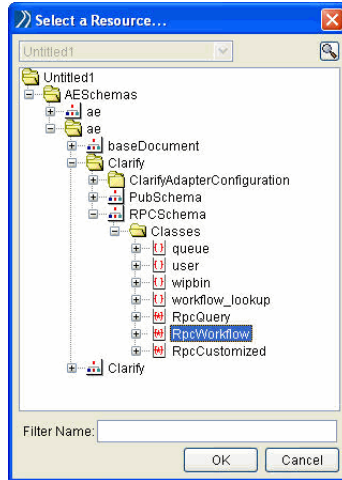 Select a Resource...
Untitled1
Untitled1
AESchemas
ae
ae
baseDocument
Clarify
ClarifyAdapterConfiguration
PubSchema
RPCSchema
Classes
queue
user
wipbin
workflow_lookup
RpcQuery
RpcWorkflow
RpcCustomized
Clarify
Filter Name:
OK Cancel